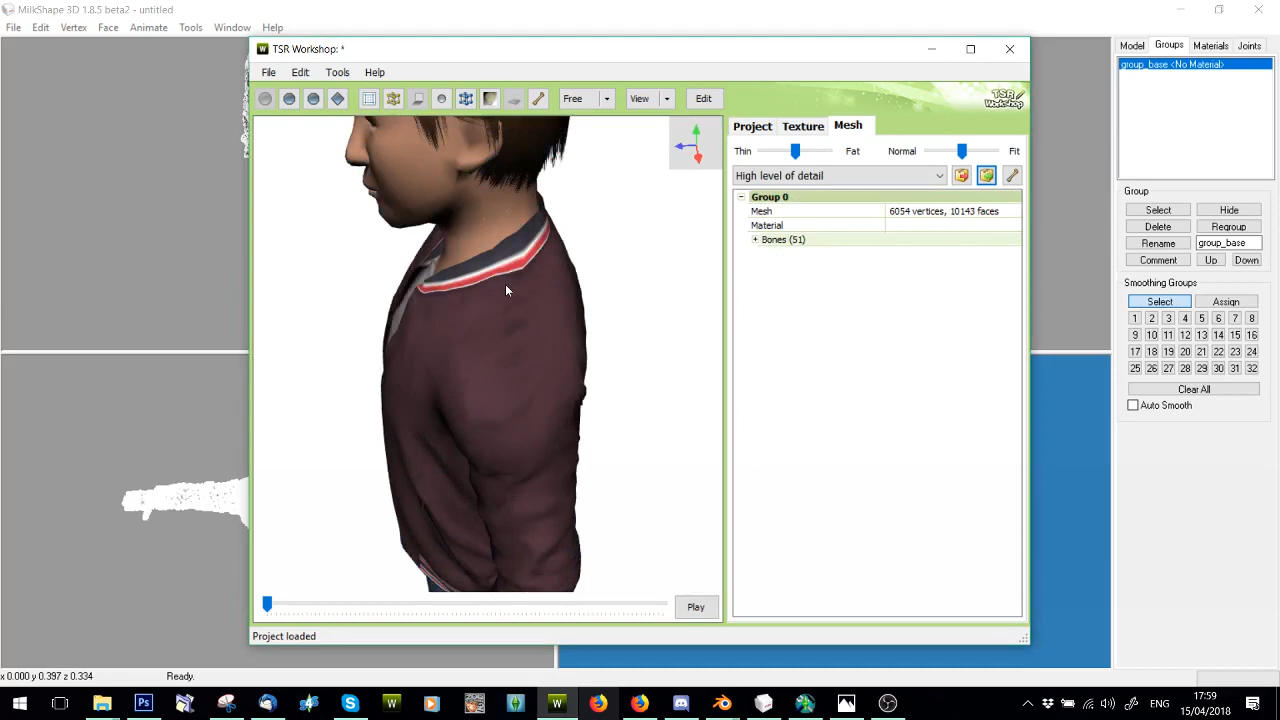 MilkShape 3D 1.8.5 beta2 - untitled
File Edit Vertex Face Animate Tools Window Help
TSR Workshop: *
File Edit Tools Help
Free View Edit
TSR Workshop
Project Texture Mesh
Thin Fat Normal Fit
High level of detail
Group 0
Mesh 6054 vertices, 10143 faces
Material
Bones (51)
Play
Project loaded
Model Groups Materials Joints
group_base <No Material>
Group
Select Hide
Delete Regroup
Rename group_base
Comment Up Down
Smoothing Groups
Select Assign
1 2 3 4 5 6 7 8
9 10 11 12 13 14 15 16
17 18 19 20 21 22 23 24
25 26 27 28 29 30 31 32
Clear All
Auto Smooth
x 0.000 y 0.397 z 0.334 Ready.
ENG
17:59
15/04/2018